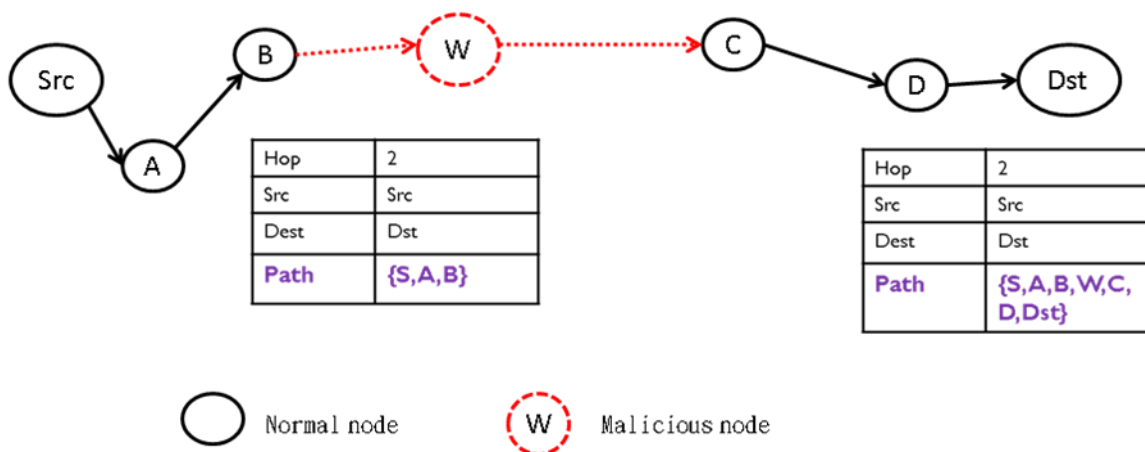 Src
A
B
W
C
D
Dst
Hop 2
Src Src
Dest Dst
Path {S,A,B}
Hop 2
Src Src
Dest Dst
Path {S,A,B,W,C,
D,Dst}
Normal node
W Malicious node